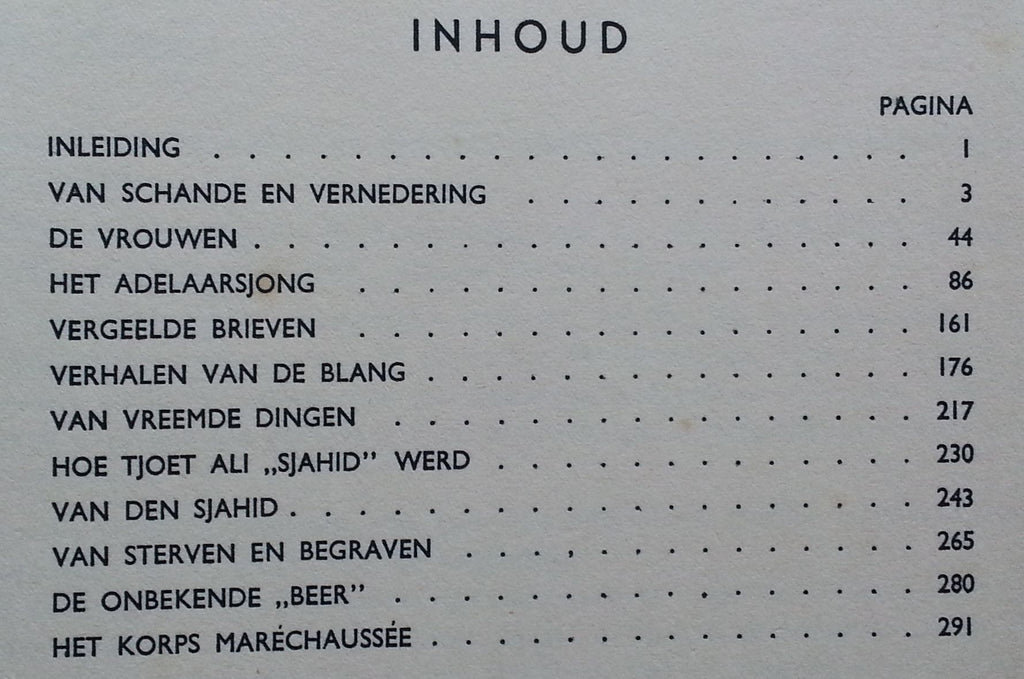 INHOUD
PAGINA
INLEIDING . . . . . . . . . . . . . . . . . . . . . 1
VAN SCHANDE EN VERNEDERING . . . . . . . . . . . . 3
DE VROUWEN . . . . . . . . . . . . . . . . . . . . 44
HET ADELAARSJONG . . . . . . . . . . . . . . . . . 86
VERGEELDE BRIEVEN . . . . . . . . . . . . . . . . . 161
VERHALEN VAN DE BLANG . . . . . . . . . . . . . . . 176
VAN VREEMDE DINGEN . . . . . . . . . . . . . . . . 217
HOE TJOET ALI „SJAHID” WERD . . . . . . . . . . . . . 230
VAN DEN SJAHID . . . . . . . . . . . . . . . . . . . 243
VAN STERVEN EN BEGRAVEN . . . . . . . . . . . . . . 265
DE ONBEKENDE „BEER” . . . . . . . . . . . . . . . . 280
HET KORPS MARÉCHAUSSÉE . . . . . . . . . . . . . . . 291